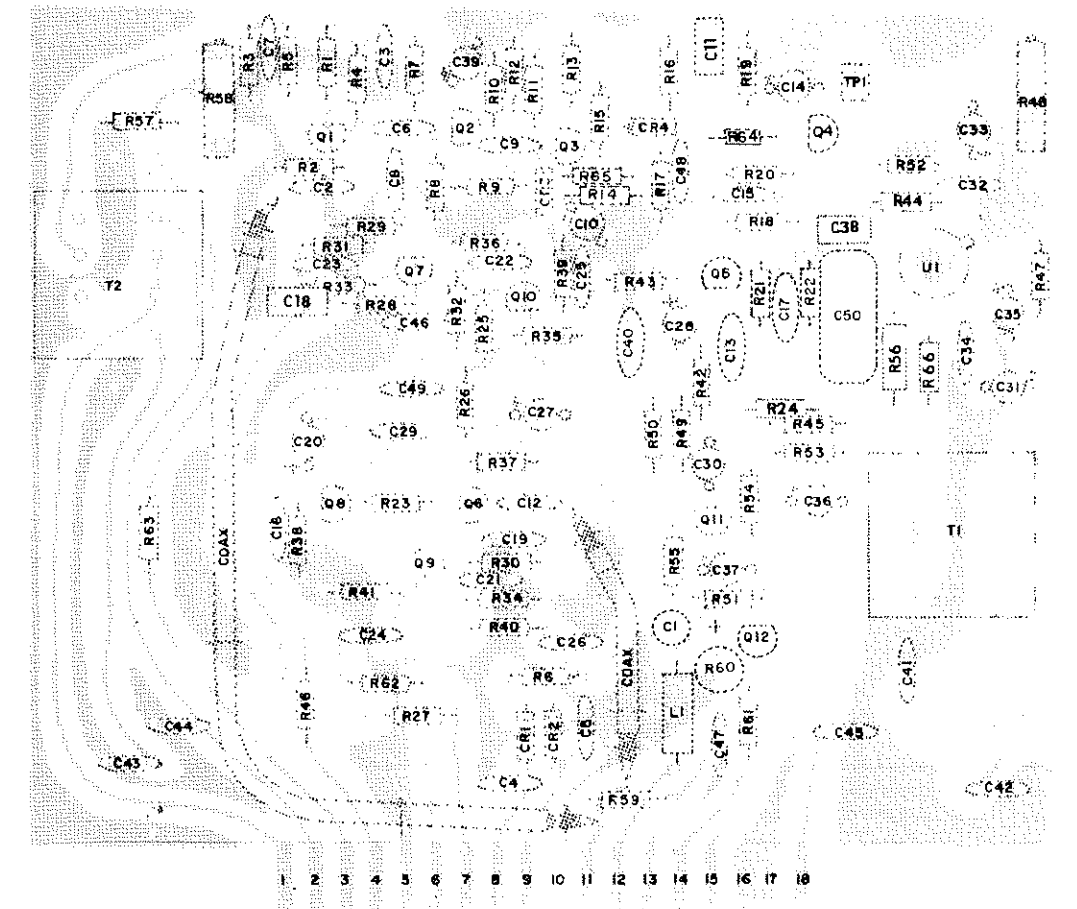 R58 R3 C7 R5 R1 R4 C3 R7 C39 R10 R12 R11 R13 R16 C11 R19 C14 TP1 R48
R57 Q1 C6 Q2 C9 Q3 R15 CR4 R64 Q4 C33
R2 C2 C8 R8 R9 R65 R14 R17 C48 R20 C15 R52 C32
R29 C10 R18 C38 R44
R31 C23 Q7 R36 C22 R39 C25 R43 Q5 R21 C17 R22 U1 R47
T2 C18 R33 R28 C46 R32 R25 Q10 R35 C40 C28 C13 C50 C35
R56 R66 C34 C31
C49 R26 C27 R42 R24
C20 C29 R50 R49 R45
R37 C30 R53
R63 COAX C16 R38 Q8 R23 Q6 C12 Q11 R54 C36 T1
C19
Q9 R30 C21 R55 C37
R41 R34 R51
C24 R40 C26 C1 Q12
R62 R6 COAX R60 C41
C44 R46 R27 CR1 CR2 C5 L1 C47 R61 C45
C43 C4 R59 C42
1 2 3 4 5 6 7 8 9 10 11 12 13 14 15 16 17 18